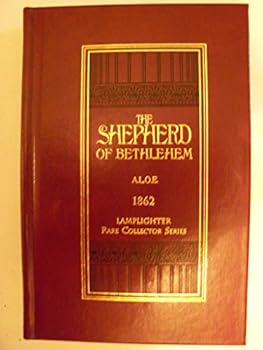 THE
SHEPHERD
OF BETHLEHEM
A.L.O.E.
1862
LAMPLIGHTER
RARE COLLECTOR SERIES